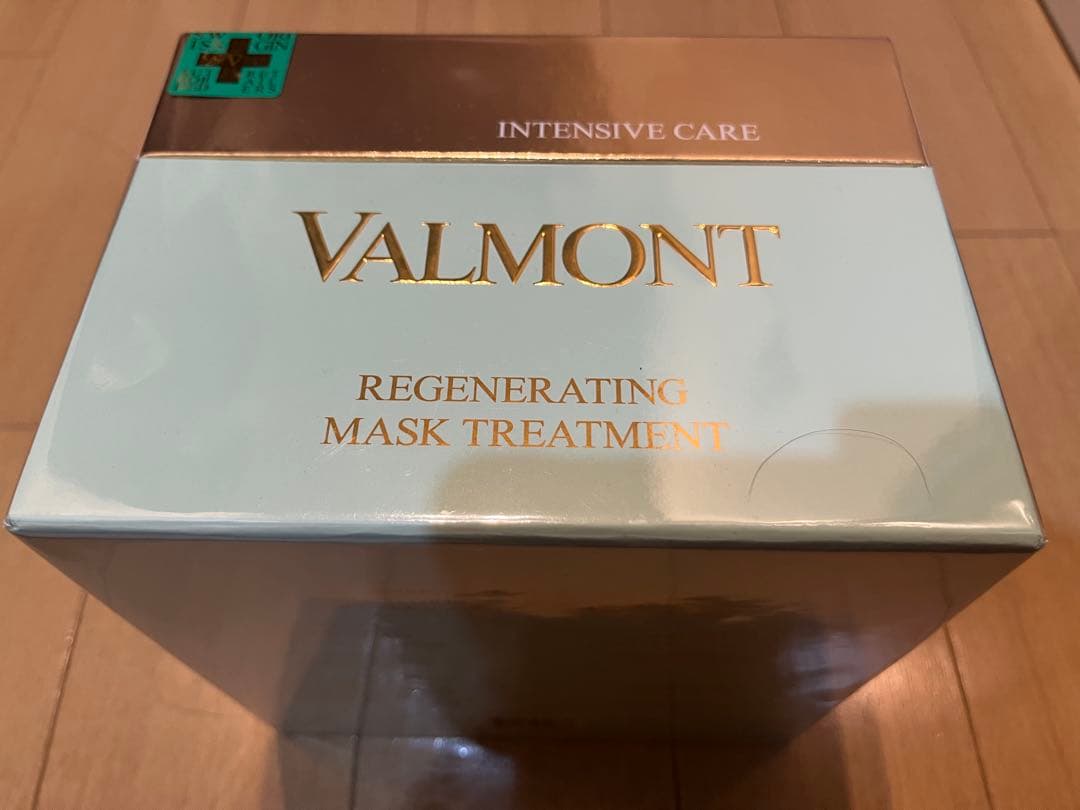 INTENSIVE CARE
VALMONT
REGENERATING
MASK TREATMENT